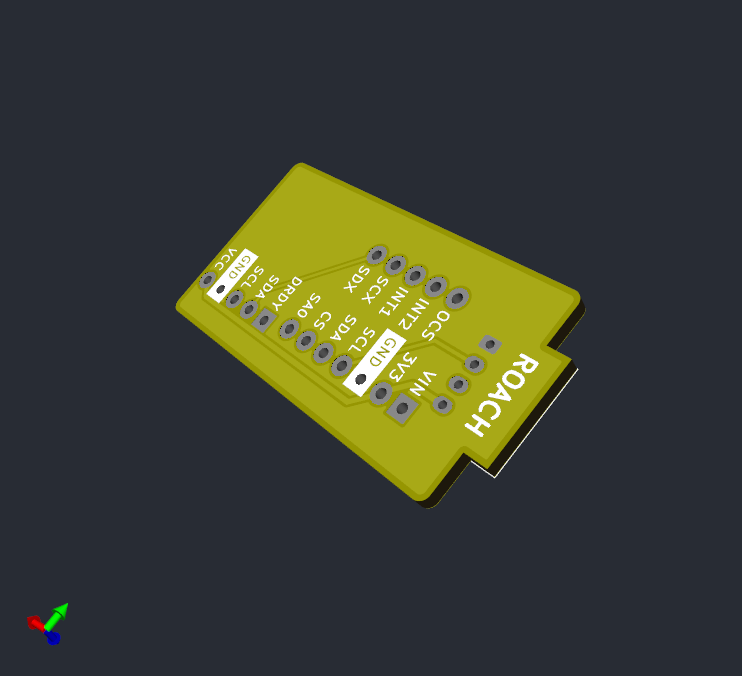 VCC
GND
SCL
SDA
DRDY
SA0
CS
SDA
SCL
GND
3V3
VIN
SDX
SCX
INT1
INT2
OCS
ROACH